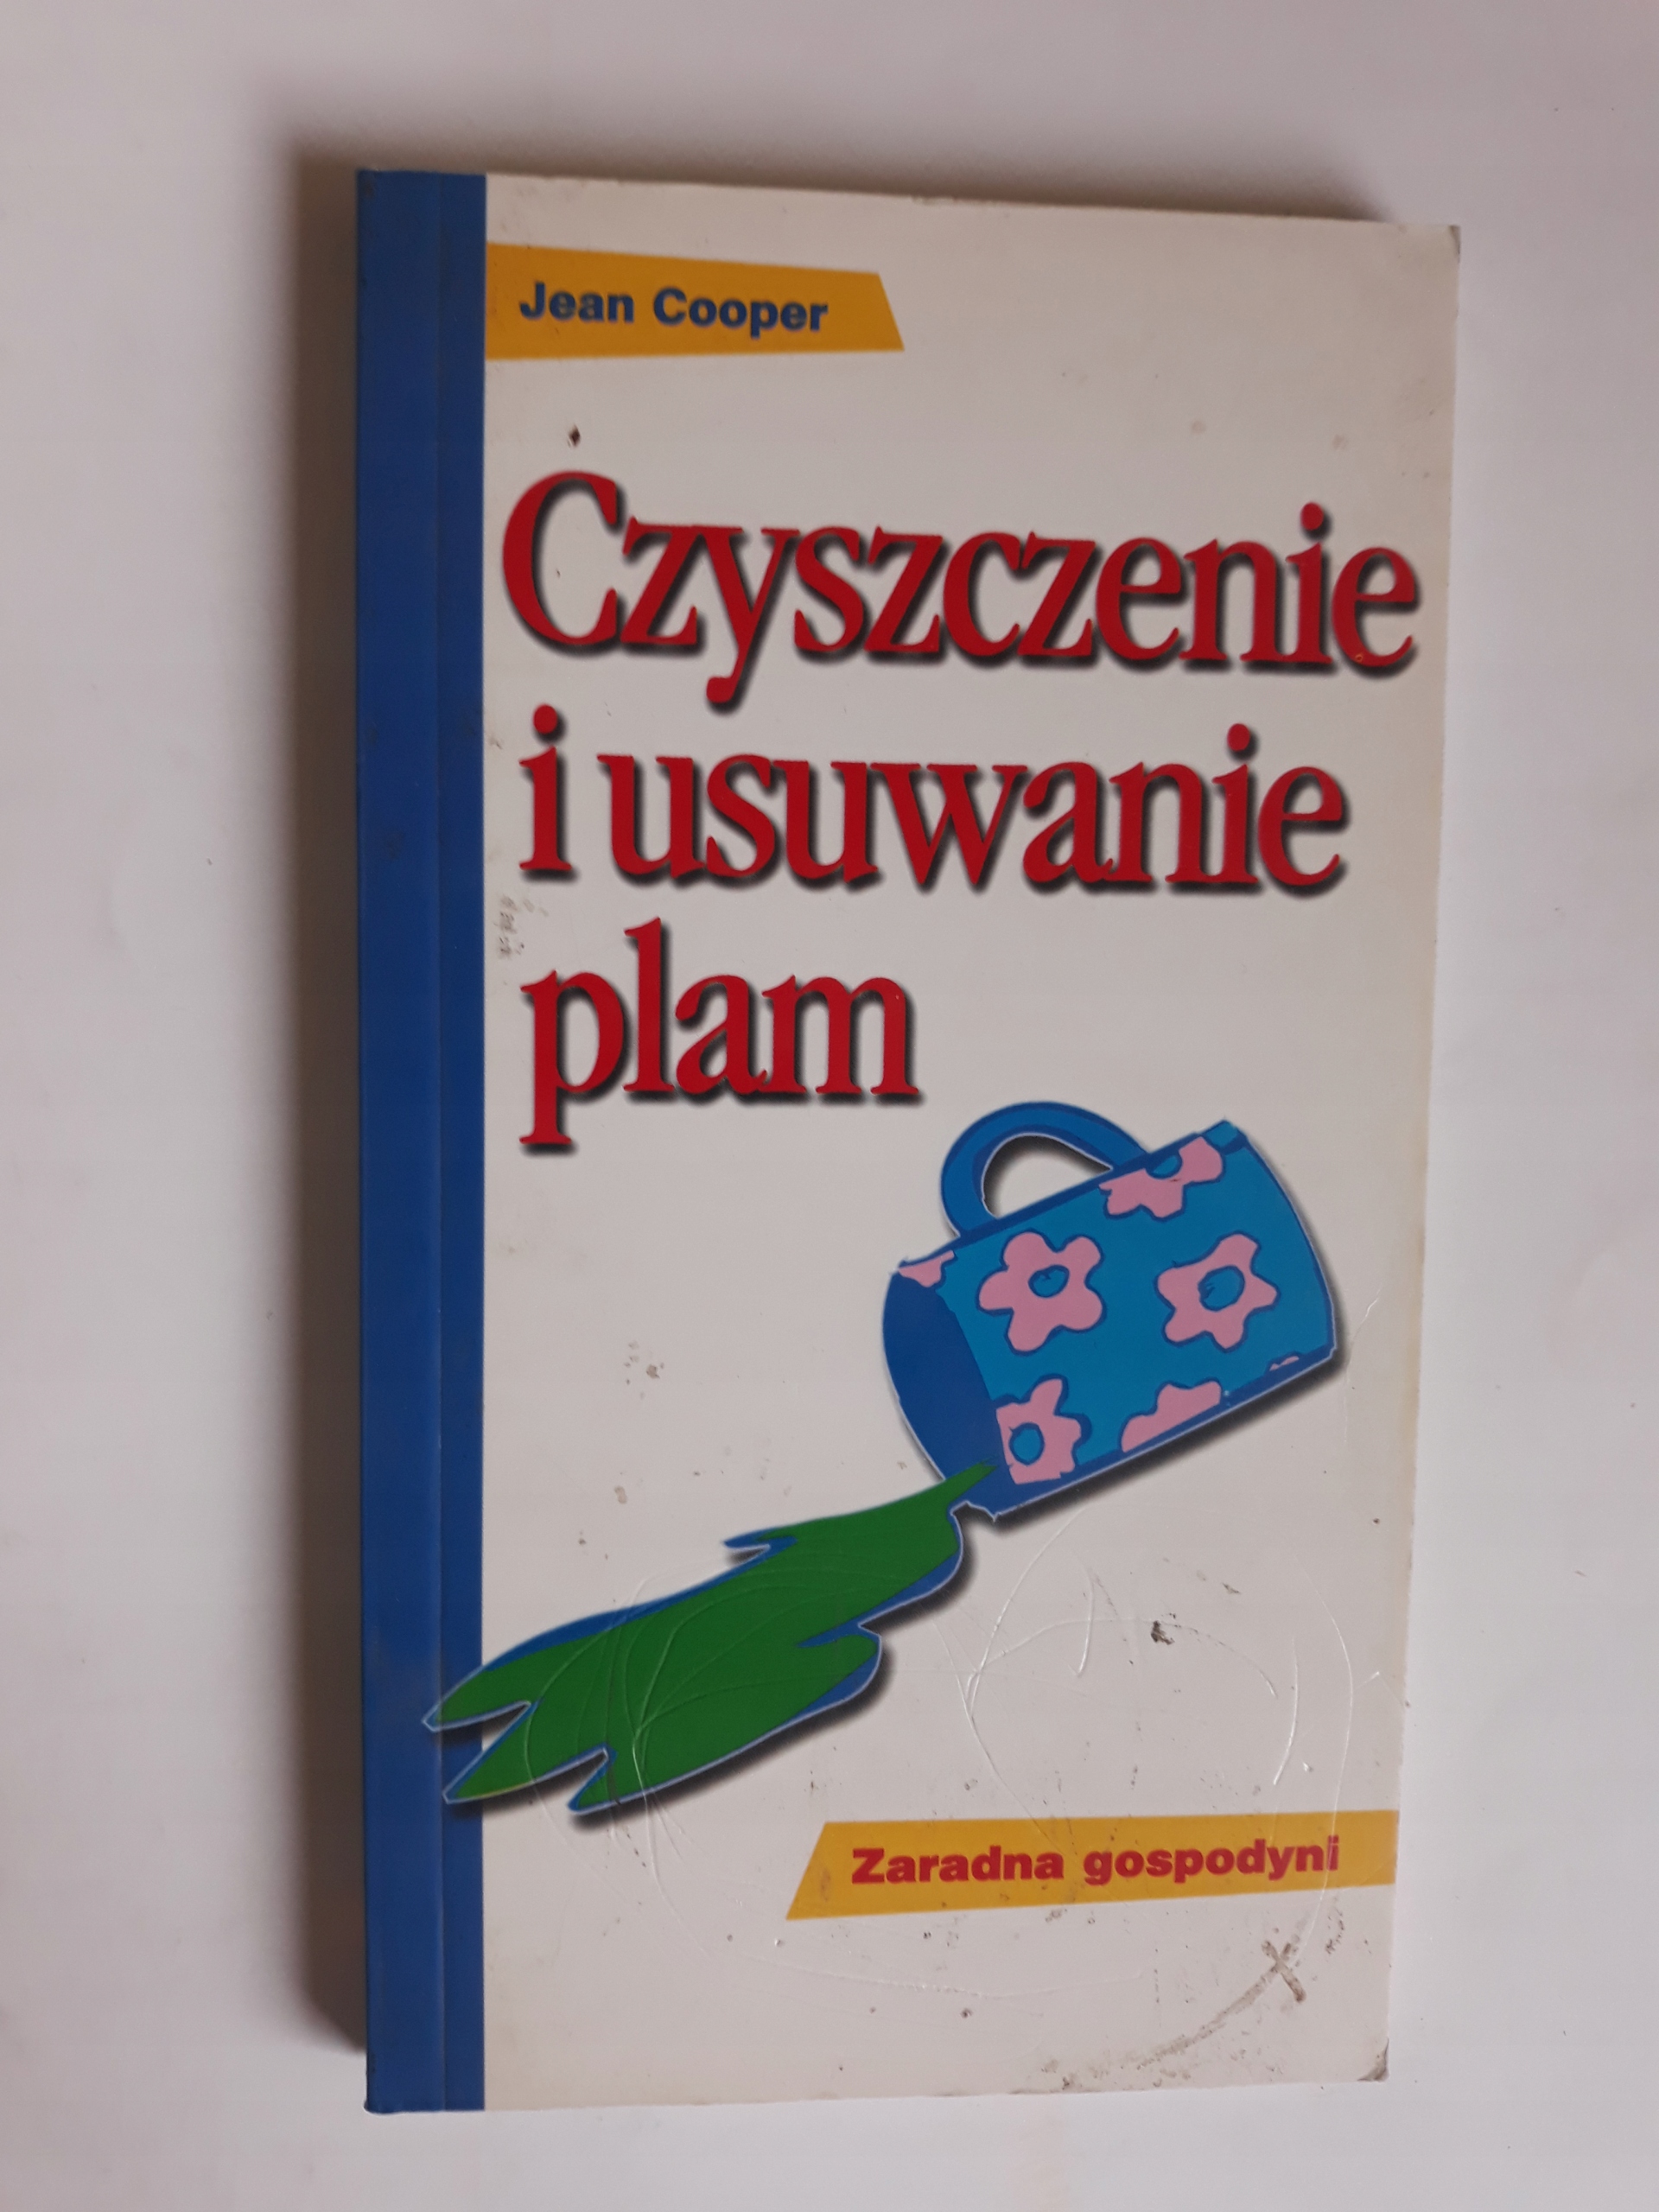 Jean Cooper
Czyszczenie
i usuwanie
plam
Zaradna gospodyni